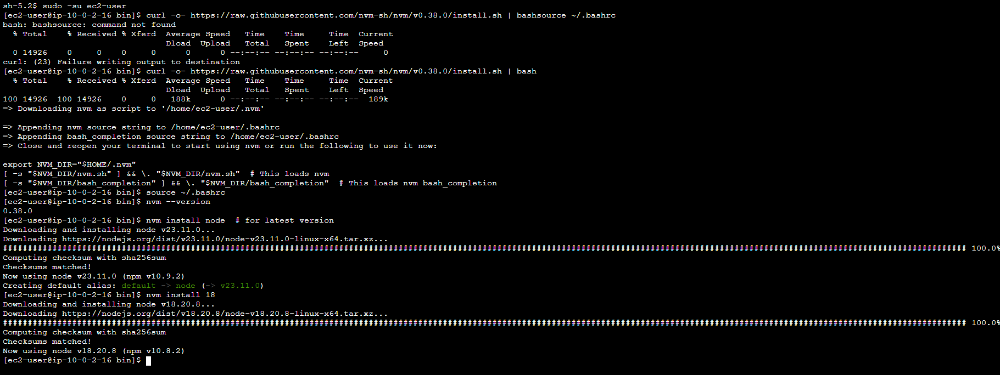 sh-5.2$ sudo -su ec2-user
[ec2-user@ip-10-0-2-16 bin]$ curl -o- https://raw.githubusercontent.com/nvm-sh/nvm/v0.38.0/install.sh | bashsource ~/.bashrc
bash: bashsource: command not found
  % Total    % Received % Xferd  Average Speed   Time    Time     Time  Current
                                 Dload  Upload   Total   Spent    Left  Speed
  0 14926    0     0    0     0      0      0 --:--:-- --:--:-- --:--:--     0
curl: (23) Failure writing output to destination
[ec2-user@ip-10-0-2-16 bin]$ curl -o- https://raw.githubusercontent.com/nvm-sh/nvm/v0.38.0/install.sh | bash
  % Total    % Received % Xferd  Average Speed   Time    Time     Time  Current
                                 Dload  Upload   Total   Spent    Left  Speed
100 14926  100 14926    0     0   188k      0 --:--:-- --:--:-- --:--:--  189k
=> Downloading nvm as script to '/home/ec2-user/.nvm'

=> Appending nvm source string to /home/ec2-user/.bashrc
=> Appending bash_completion source string to /home/ec2-user/.bashrc
=> Close and reopen your terminal to start using nvm or run the following to use it now:

export NVM_DIR="$HOME/.nvm"
[ -s "$NVM_DIR/nvm.sh" ] && \. "$NVM_DIR/nvm.sh"  # This loads nvm
[ -s "$NVM_DIR/bash_completion" ] && \. "$NVM_DIR/bash_completion"  # This loads nvm bash_completion
[ec2-user@ip-10-0-2-16 bin]$ source ~/.bashrc
[ec2-user@ip-10-0-2-16 bin]$ nvm --version
0.38.0
[ec2-user@ip-10-0-2-16 bin]$ nvm install node  # for latest version
Downloading and installing node v23.11.0...
Downloading https://nodejs.org/dist/v23.11.0/node-v23.11.0-linux-x64.tar.xz...
################################################################################################################################################################################################### 100.0%
Computing checksum with sha256sum
Checksums matched!
Now using node v23.11.0 (npm v10.9.2)
Creating default alias: default -> node (-> v23.11.0)
[ec2-user@ip-10-0-2-16 bin]$ nvm install 18
Downloading and installing node v18.20.8...
Downloading https://nodejs.org/dist/v18.20.8/node-v18.20.8-linux-x64.tar.xz...
################################################################################################################################################################################################### 100.0%
Computing checksum with sha256sum
Checksums matched!
Now using node v18.20.8 (npm v10.8.2)
[ec2-user@ip-10-0-2-16 bin]$